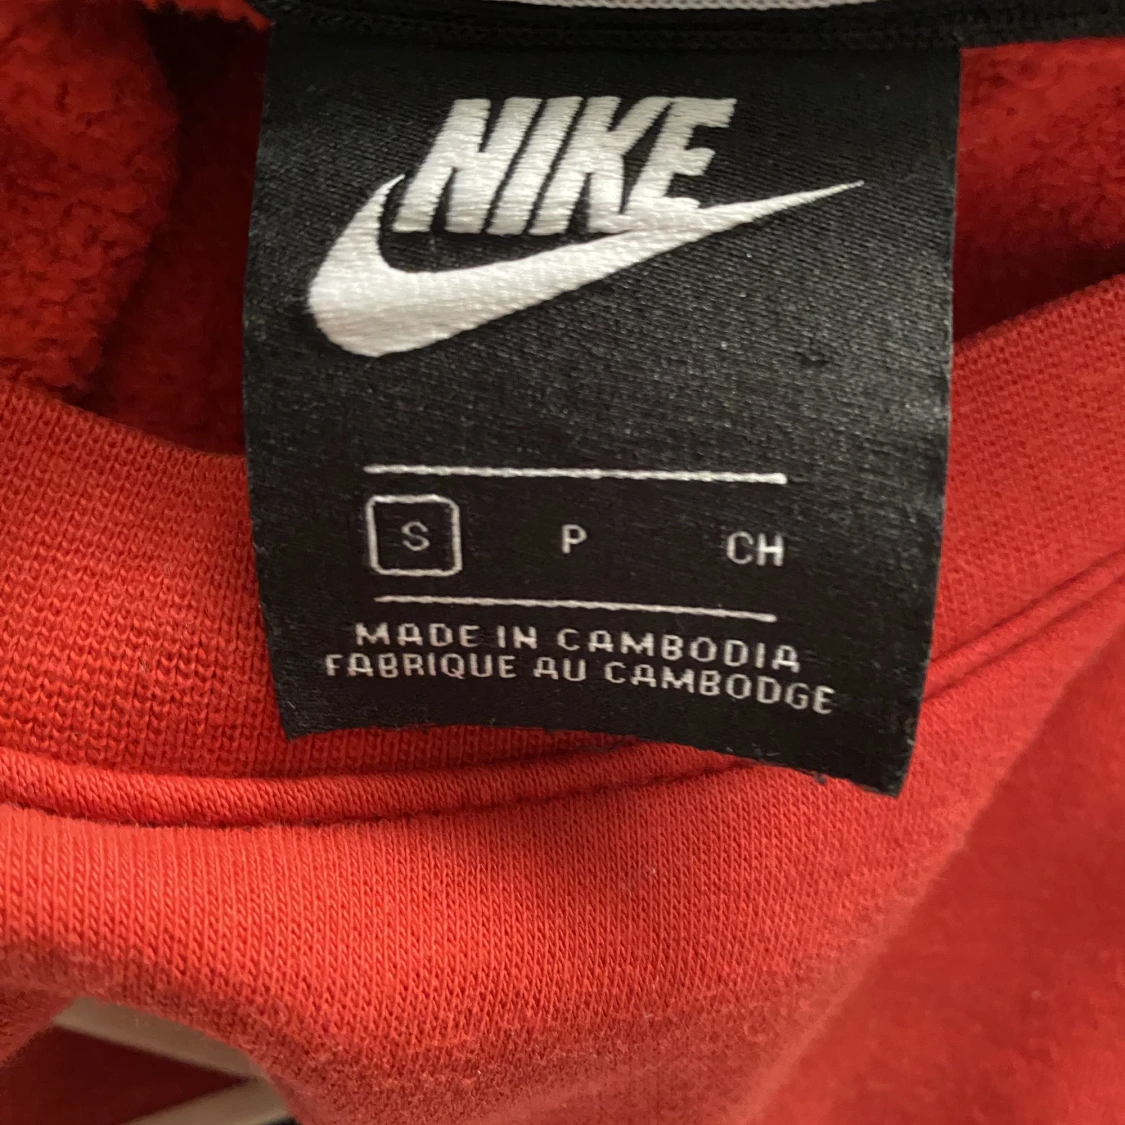 NIKE
S P CH
MADE IN CAMBODIA
FABRIQUE AU CAMBODGE